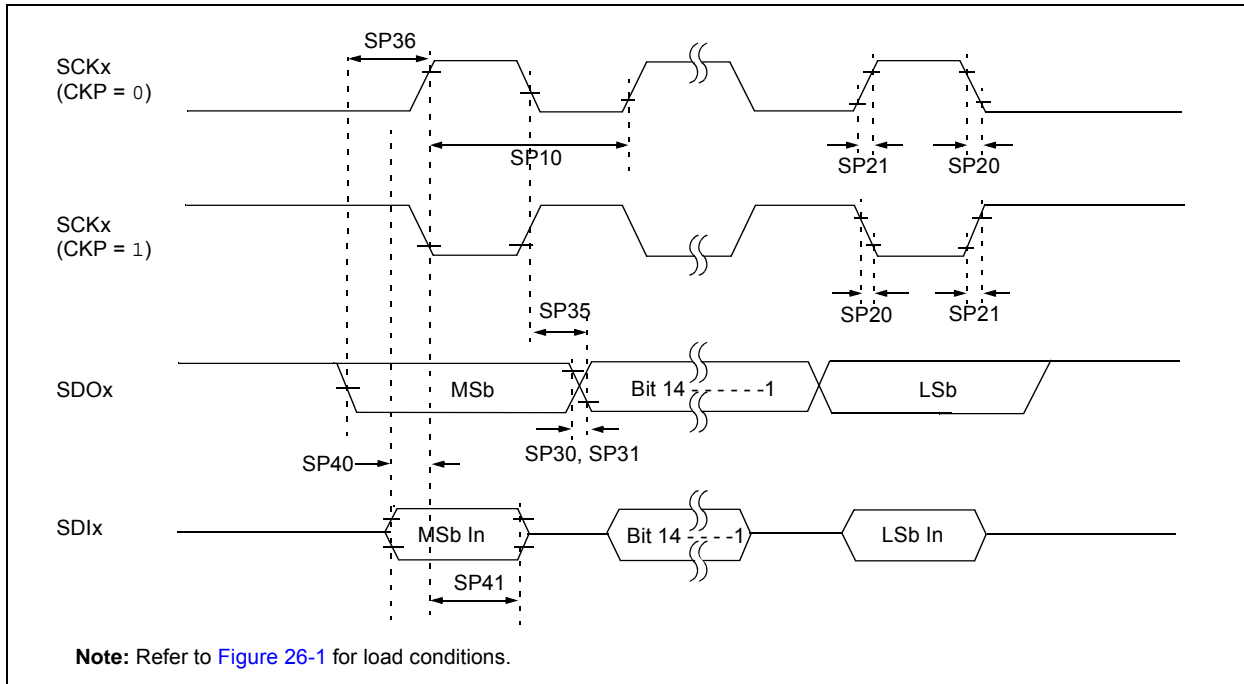 SP36
SCKx
(CKP = 0)
SP10
SP21
SP20
SCKx
(CKP = 1)
SP35
SP20
SP21
SDOx
MSb
Bit 14 - - - - - -1
LSb
SP30, SP31
SP40
SDIx
MSb In
Bit 14 - - - - -1
LSb In
SP41
Note: Refer to Figure 26-1 for load conditions.